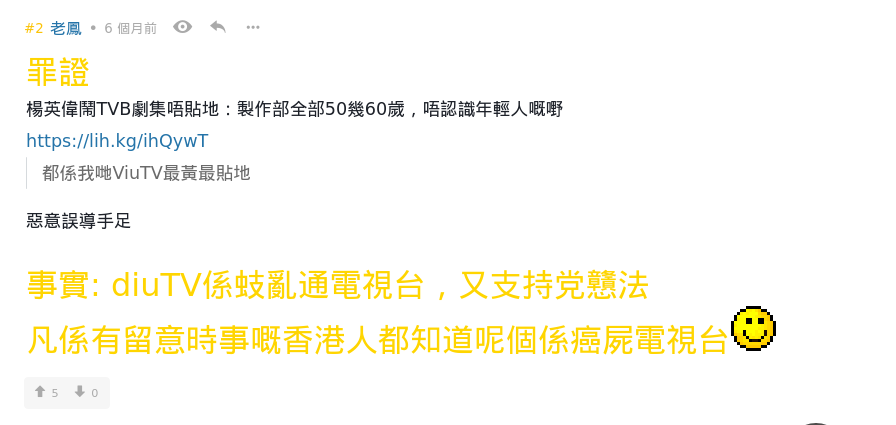 #2 老鳳 • 6 個月前
罪證
楊英偉鬧TVB劇集唔貼地：製作部全部50幾60歲，唔認識年輕人嘅嘢
https://lih.kg/ihQywT
都係我哋ViuTV最黃最貼地
惡意誤導手足
事實: diuTV係蚑亂通電視台，又支持党戆法
凡係有留意時事嘅香港人都知道呢個係癌屍電視台
5 0